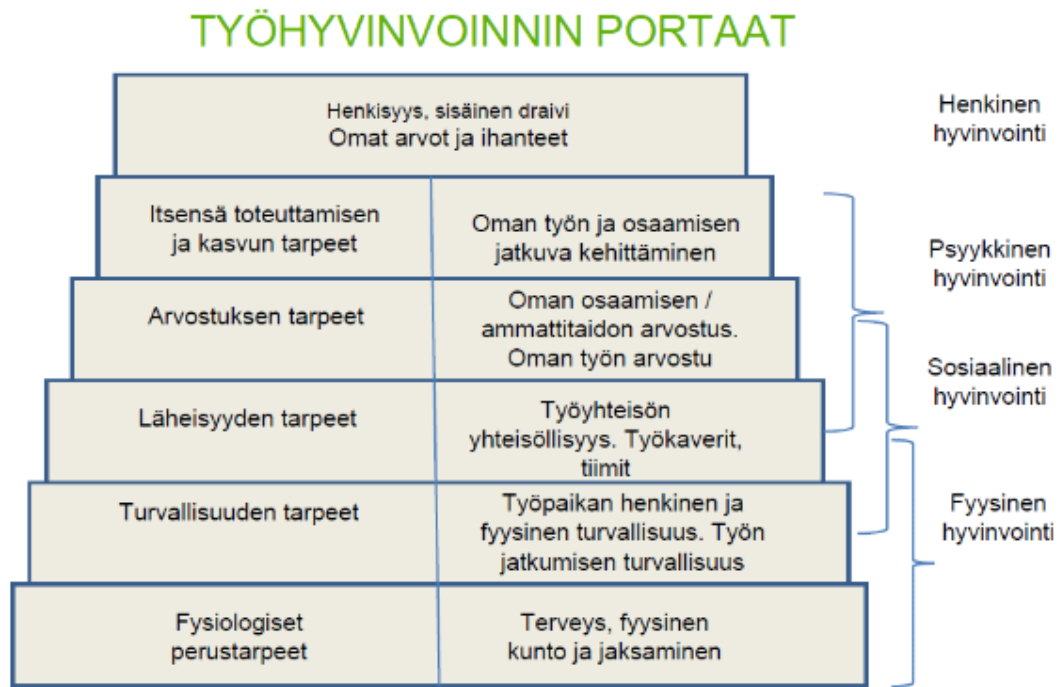 TYÖHYVINVOINNIN PORTAAT
Henkisyys, sisäinen draivi
Omat arvot ja ihanteet
Henkinen
hyvinvointi
Itsensä toteuttamisen
ja kasvun tarpeet
Oman työn ja osaamisen
jatkuva kehittäminen
Psyykkinen
hyvinvointi
Arvostuksen tarpeet
Oman osaamisen /
ammattitaidon arvostus.
Oman työn arvostu
Sosiaalinen
hyvinvointi
Läheisyyden tarpeet
Työyhteisön
yhteisöllisyys. Työkaverit,
tiimit
Turvallisuuden tarpeet
Työpaikan henkinen ja
fyysinen turvallisuus. Työn
jatkumisen turvallisuus
Fyysinen
hyvinvointi
Fysiologiset
perustarpeet
Terveys, fyysinen
kunto ja jaksaminen